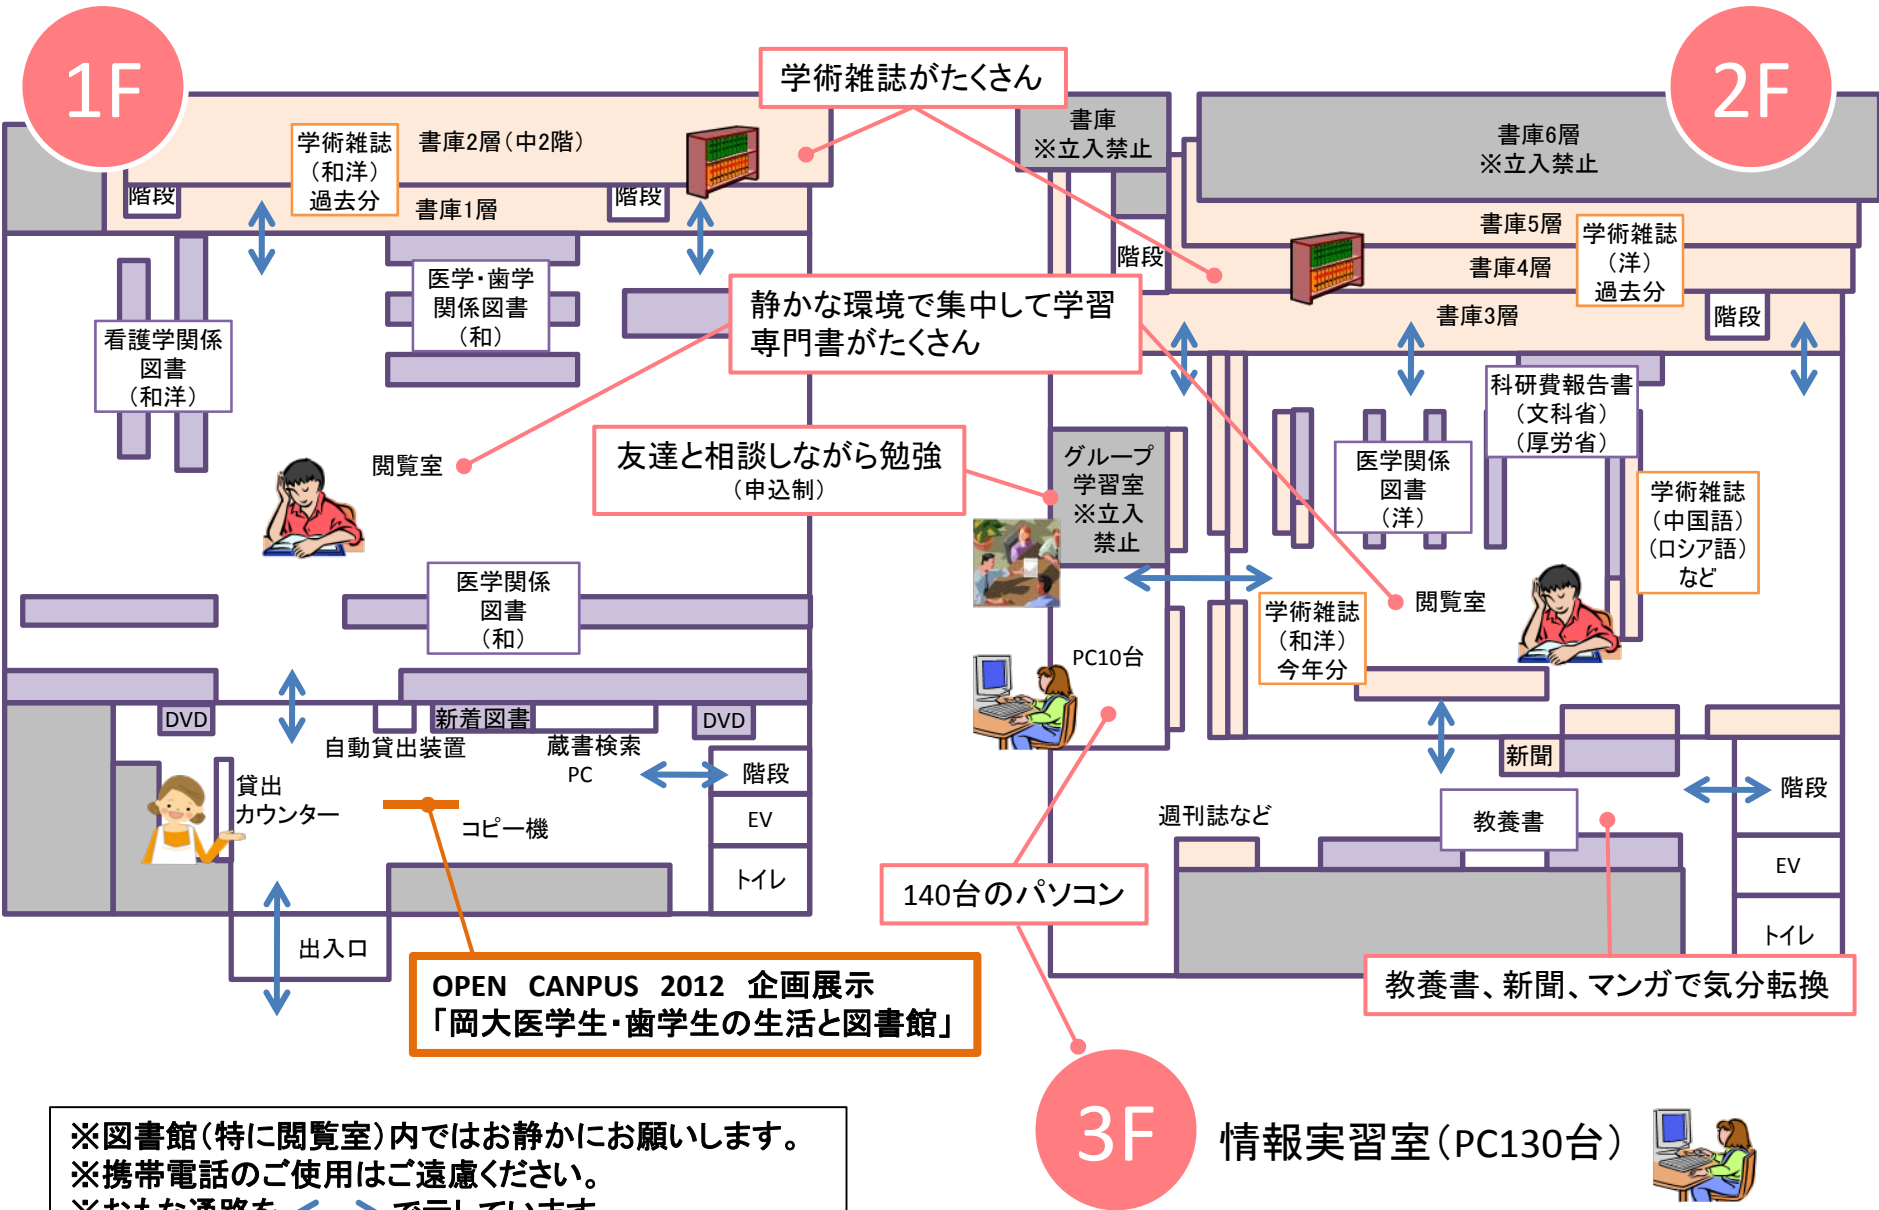 1F
学術雑誌がたくさん
2F
書庫2層(中2階)
学術雑誌
(和洋)
過去分
階段
階段
書庫1層
書庫
※立入禁止
書庫6層
※立入禁止
書庫5層
学術雑誌
(洋)
過去分
階段
書庫4層
書庫3層
階段
医学・歯学
関係図書
(和)
看護学関係
図書
(和洋)
静かな環境で集中して学習
専門書がたくさん
科研費報告書
(文科省)
(厚労省)
閲覧室
友達と相談しながら勉強
(申込制)
グループ
学習室
※立入
禁止
医学関係
図書
(洋)
学術雑誌
(中国語)
(ロシア語)
など
医学関係
図書
(和)
学術雑誌
(和洋)
今年分
閲覧室
PC10台
DVD
自動貸出装置
新着図書
蔵書検索
PC
DVD
階段
EV
トイレ
貸出
カウンター
コピー機
出入口
新聞
階段
EV
トイレ
週刊誌など
教養書
140台のパソコン
教養書、新聞、マンガで気分転換
OPEN CANPUS 2012 企画展示
「岡大医学生・歯学生の生活と図書館」
3F
情報実習室(PC130台)
※図書館(特に閲覧室)内ではお静かにお願いします。
※携帯電話のご使用はご遠慮ください。
※おもな通路を で示しています